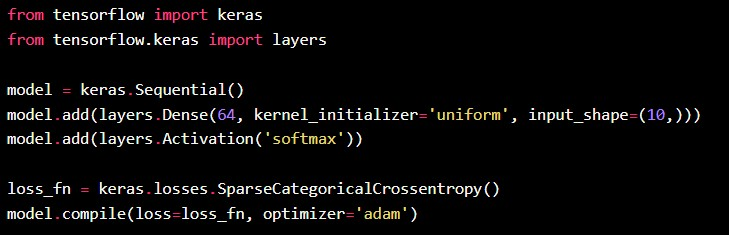 from tensorflow import keras
from tensorflow.keras import layers
model = keras.Sequential()
model.add(layers.Dense(64, kernel_initializer='uniform', input_shape=(10,)))
model.add(layers.Activation('softmax'))
loss_fn = keras.losses.SparseCategoricalCrossentropy()
model.compile(loss=loss_fn, optimizer='adam')